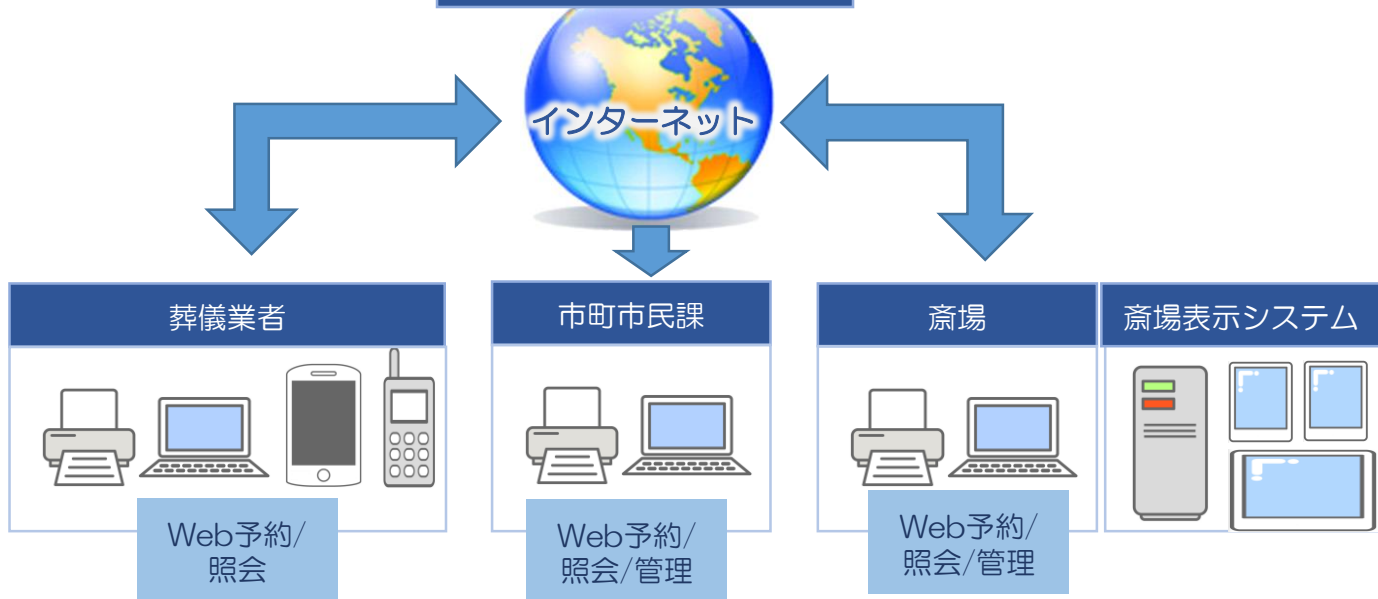 インターネット
葬儀業者
市町市民課
斎場
斎場表示システム
Web予約/
照会
Web予約/
照会/管理
Web予約/
照会/管理